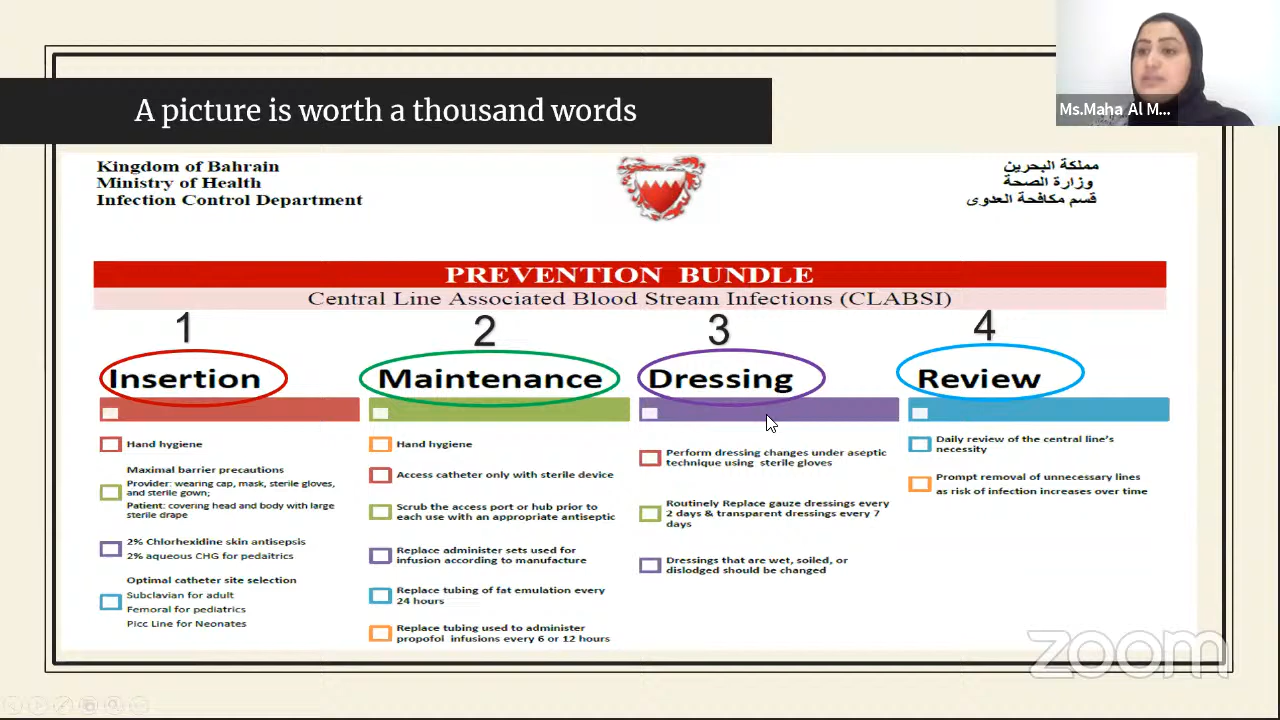 A picture is worth a thousand words
Ms.Maha Al M...
Kingdom of Bahrain
Ministry of Health
Infection Control Department
مملكة البحرين
وزارة الصحة
قسم مكافحة العدوى
PREVENTION BUNDLE
Central Line Associated Blood Stream Infections (CLABSI)
1
Insertion
Hand hygiene
Maximal barrier precautions
Provider: wearing cap, mask, sterile gloves,
and sterile gown;
Patient: covering head and body with large
sterile drape
2% Chlorhexidine skin antisepsis
2% aqueous CHG for pedaitrics
Optimal catheter site selection
Subclavian for adult
Femoral for pediatrics
Picc Line for Neonates
2
Maintenance
Hand hygiene
Access catheter only with sterile device
Scrub the access port or hub prior to
each use with an appropriate antiseptic
Replace administer sets used for
infusion according to manufacture
Replace tubing of fat emulation every
24 hours
Replace tubing used to administer
propofol infusions every 6 or 12 hours
3
Dressing
Perform dressing changes under aseptic
technique using sterile gloves
Routinely Replace gauze dressings every
2 days & transparent dressings every 7
days
Dressings that are wet, soiled, or
dislodged should be changed
4
Review
Daily review of the central line's
necessity
Prompt removal of unnecessary lines
as risk of infection increases over time
zoom